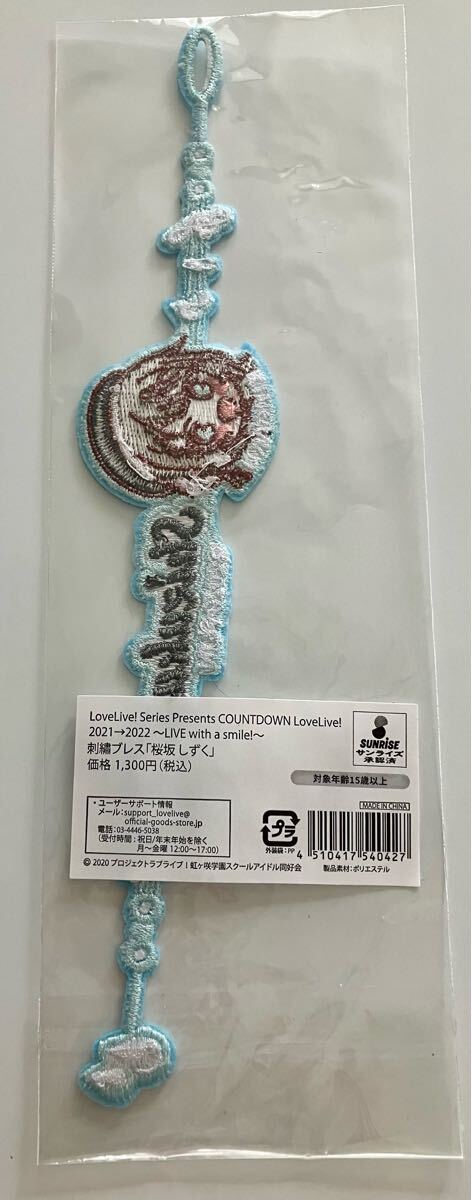 LoveLive! Series Presents COUNTDOWN LoveLive!
2021→2022 ～LIVE with a smile!～
刺繍ブレス「桜坂 しずく」
価格 1,300円(税込)
SUNRISE
サンライズ
承認済
対象年齢15歳以上
・ユーザーサポート情報
メール:support_lovelive@
official-goods-store.jp
電話:03-4446-5038
(受付時間:祝日/年末年始を除く
月～金曜 12:00～17:00)
プラ
外装袋:PP
MADE IN CHINA
4 510417 540427
© 2020 プロジェクトラブライブ!虹ヶ咲学園スクールアイドル同好会
製品素材:ポリエステル